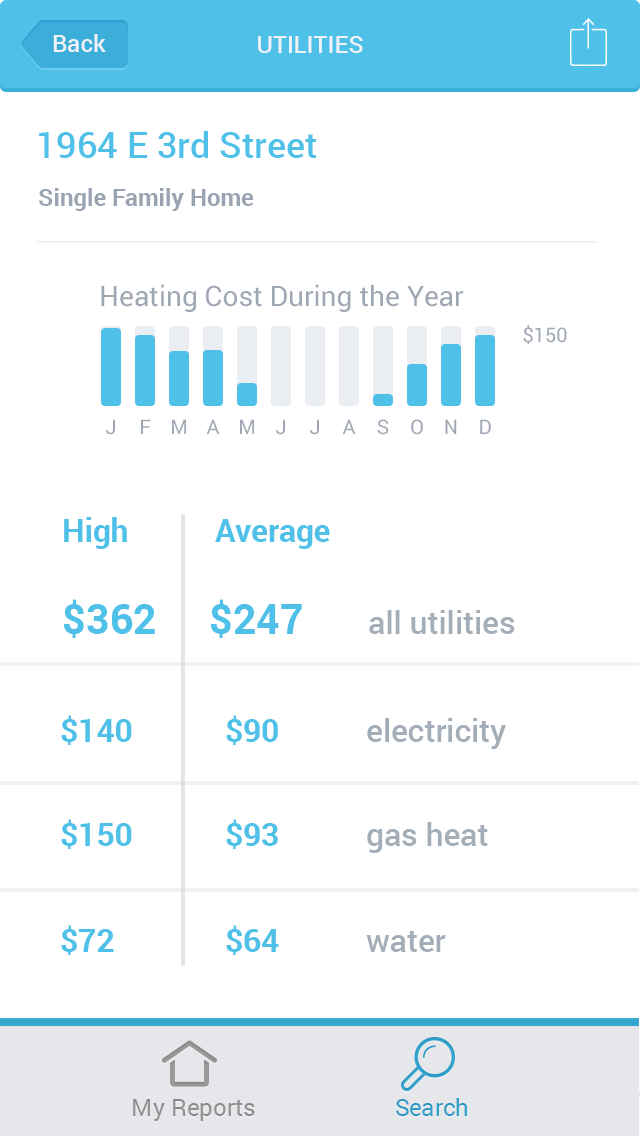 Back UTILITIES
1964 E 3rd Street
Single Family Home
Heating Cost During the Year
$150
J F M A M J J A S O N D
High Average
$362 $247 all utilities
$140 $90 electricity
$150 $93 gas heat
$72 $64 water
My Reports Search